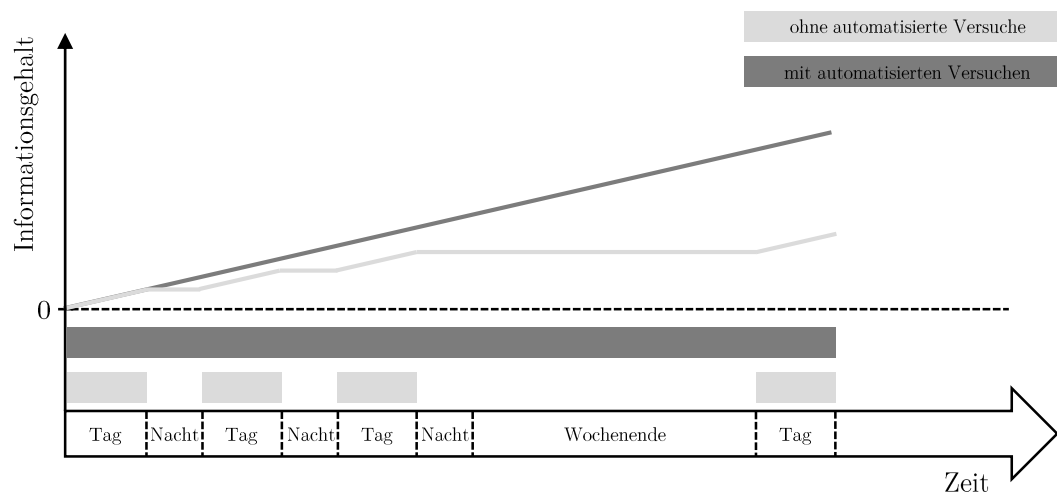 ohne automatisierte Versuche
mit automatisierten Versuchen
Informationsgehalt
0
Tag Nacht Tag Nacht Tag Nacht Wochenende Tag
Zeit